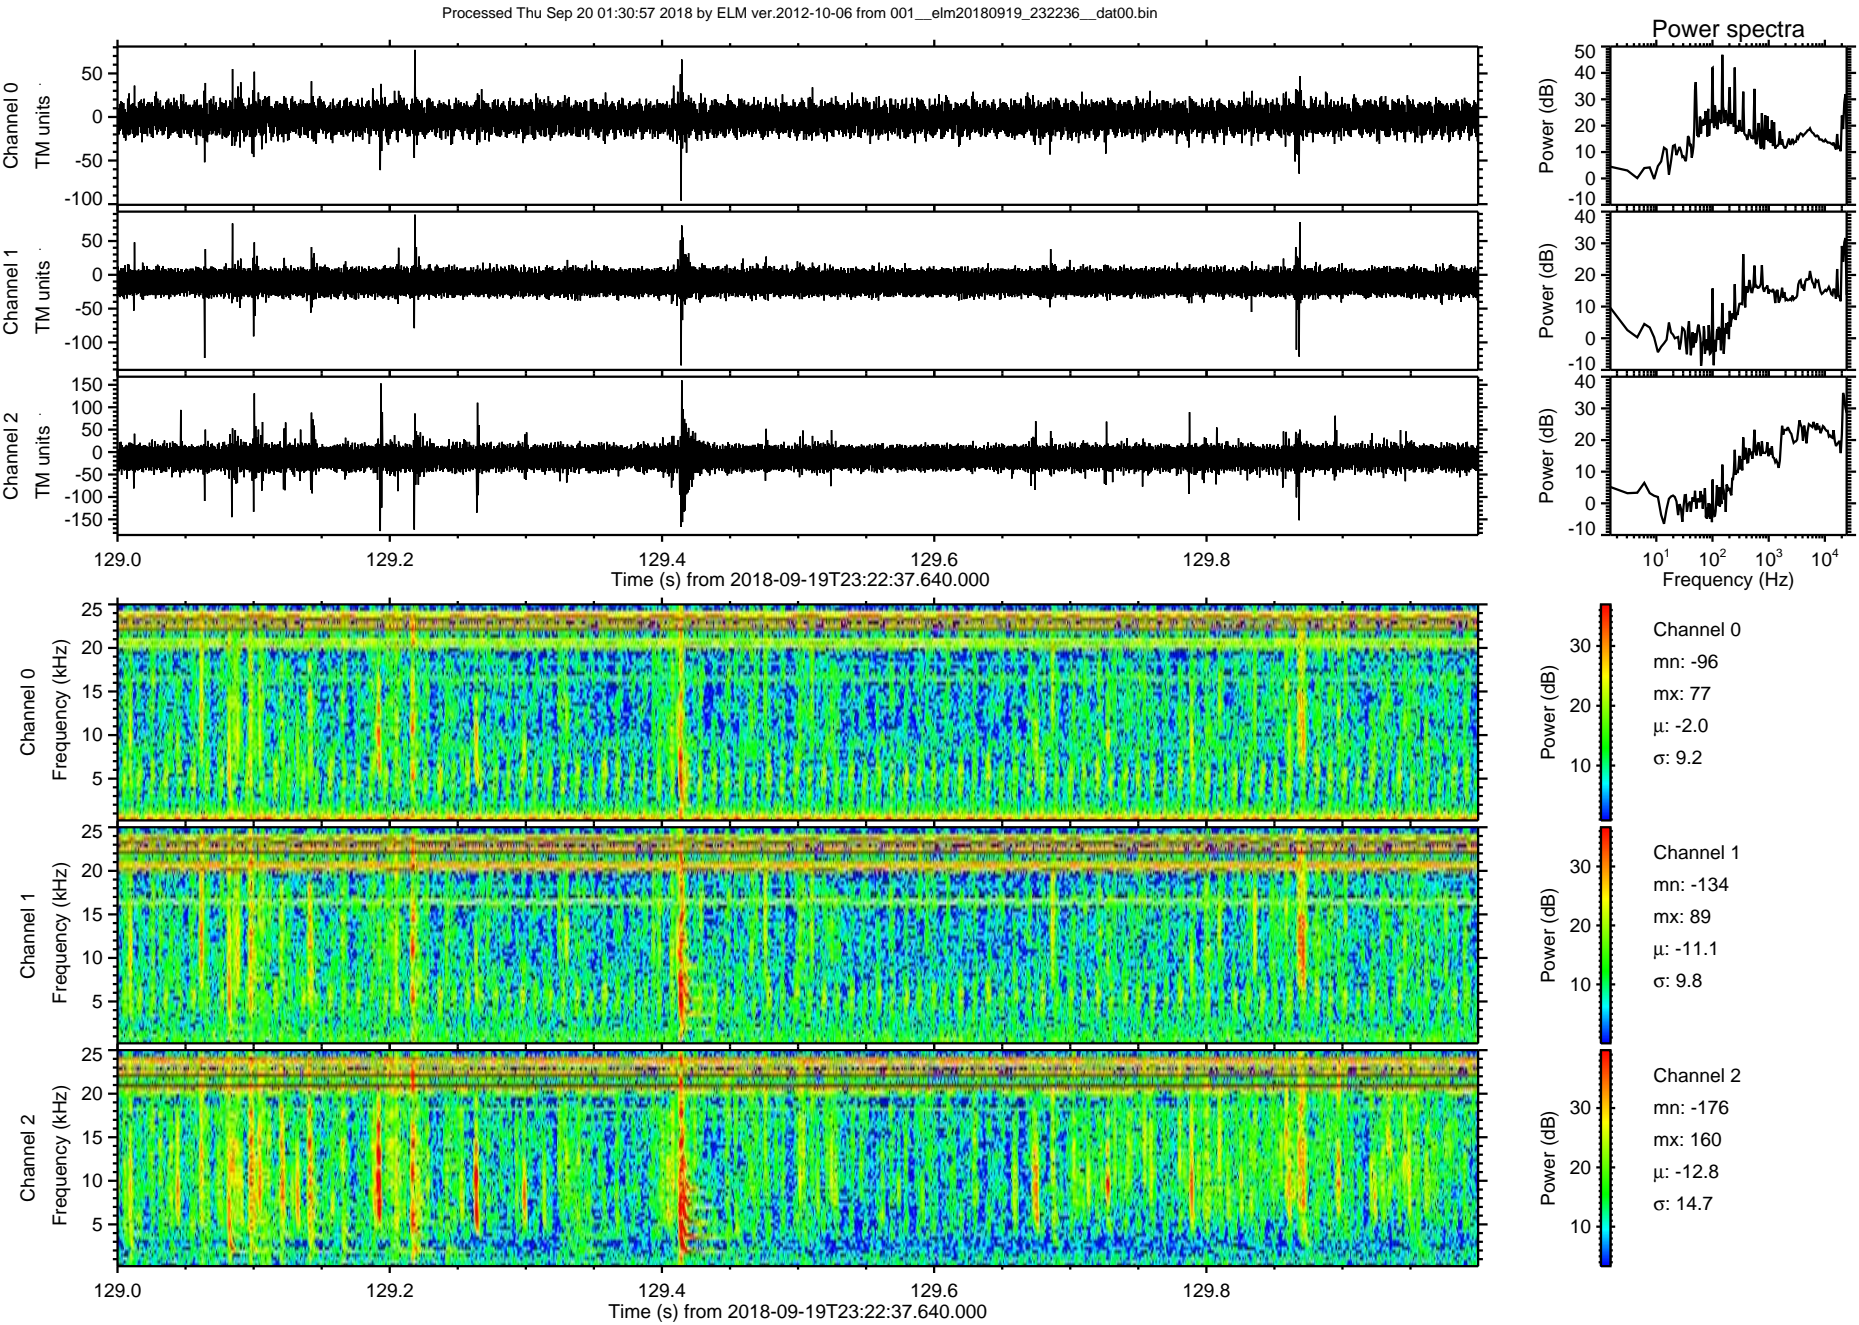 Processed Thu Sep 20 01:30:57 2018 by ELM ver.2012-10-06 from 001__elm20180919_232236__dat00.bin
Power spectra
Channel 0
TM units
50
0
-50
-100
Power (dB)
50
40
30
20
10
0
-10
Channel 1
TM units
50
0
-50
-100
Power (dB)
40
30
20
10
0
-10
Channel 2
TM units
150
100
50
0
-50
-100
-150
Power (dB)
40
30
20
10
0
-10
129.0 129.2 129.4 129.6 129.8
Time (s) from 2018-09-19T23:22:37.640.000
10^1 10^2 10^3 10^4
Frequency (Hz)
Channel 0
Frequency (kHz)
25
20
15
10
5
Power (dB)
30
20
10
Channel 0
mn: -96
mx: 77
μ: -2.0
σ: 9.2
Channel 1
Frequency (kHz)
25
20
15
10
5
Power (dB)
30
20
10
Channel 1
mn: -134
mx: 89
μ: -11.1
σ: 9.8
Channel 2
Frequency (kHz)
25
20
15
10
5
Power (dB)
30
20
10
Channel 2
mn: -176
mx: 160
μ: -12.8
σ: 14.7
129.0 129.2 129.4 129.6 129.8
Time (s) from 2018-09-19T23:22:37.640.000